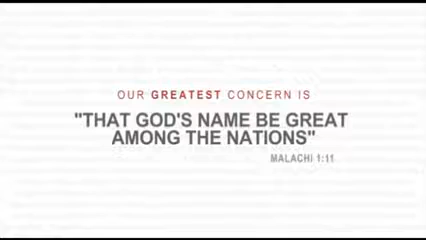 OUR GREATEST CONCERN IS
"THAT GOD'S NAME BE GREAT
AMONG THE NATIONS"
MALACHI 1:11